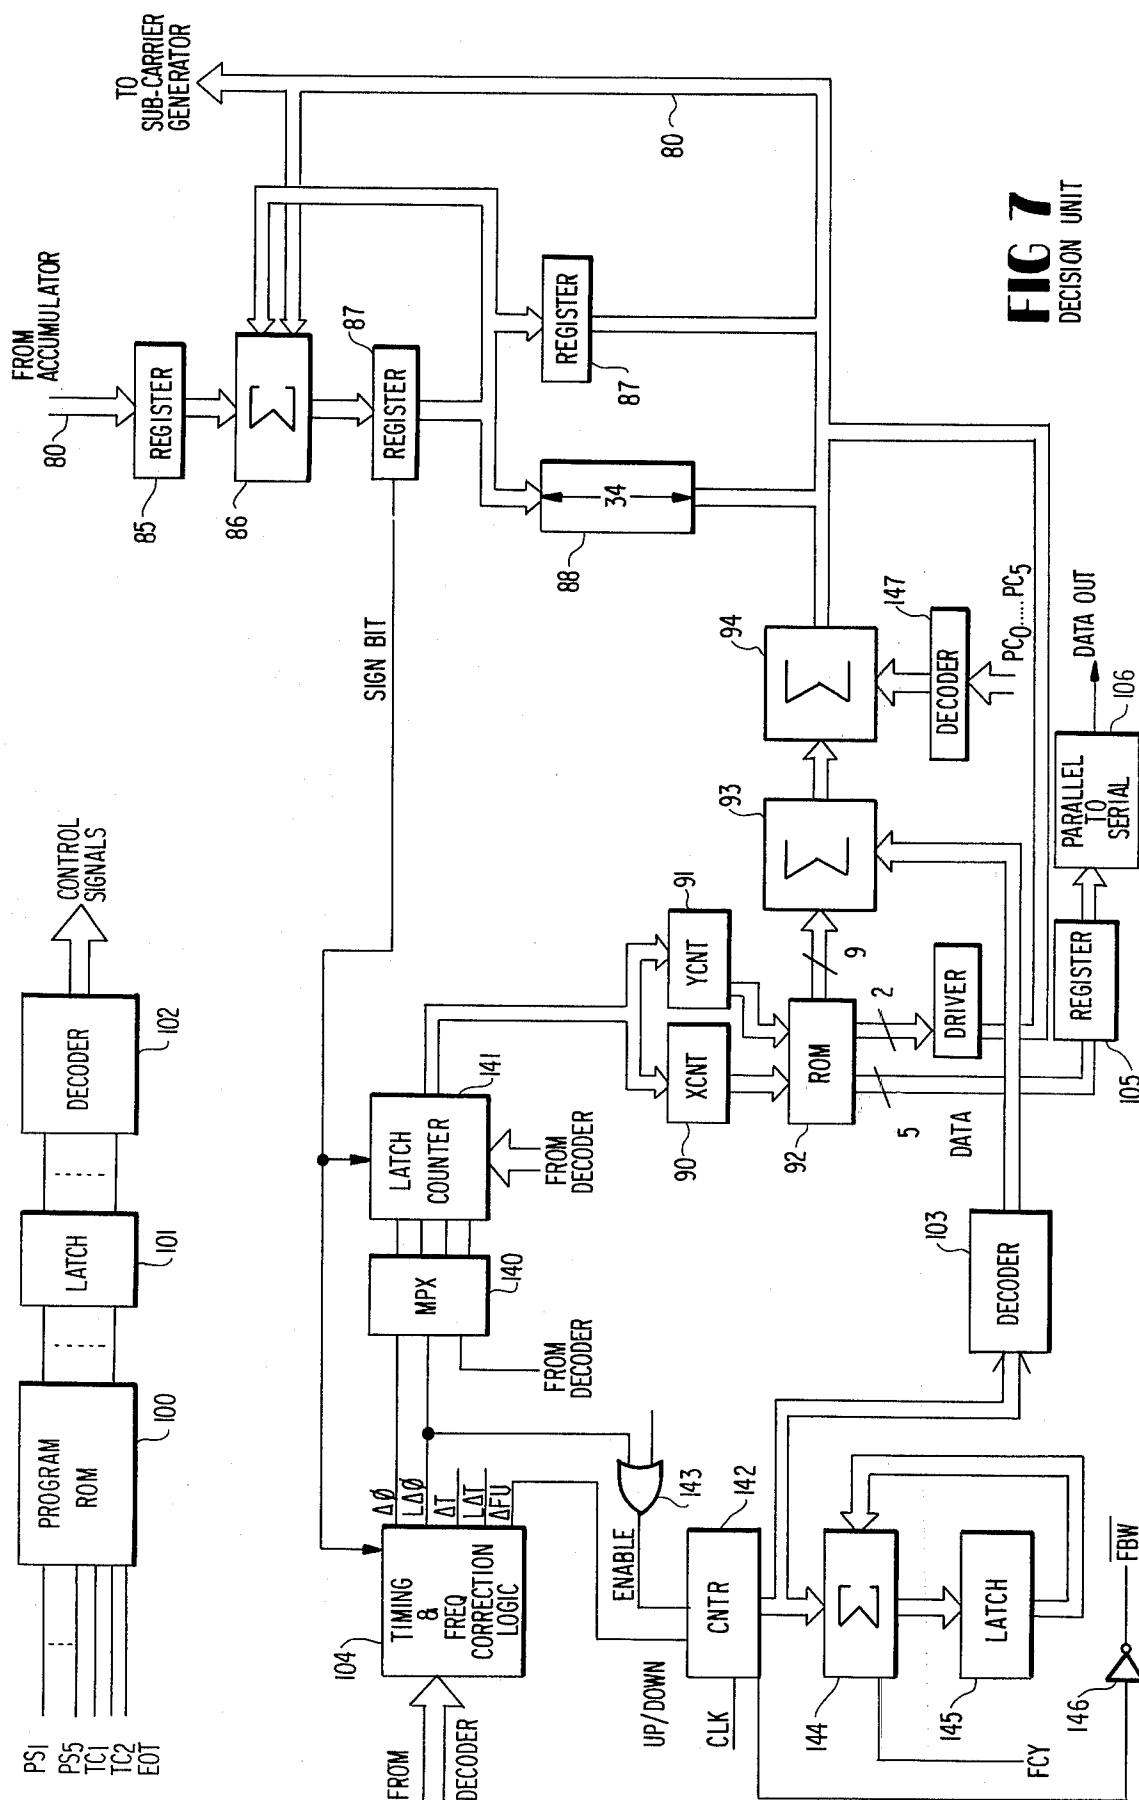 PS1
PS5
TC1
TC2
EOT
PROGRAM
ROM
100
LATCH
101
DECODER
102
CONTROL
SIGNALS
FROM
ACCUMULATOR
80
REGISTER
85
Σ
86
REGISTER
87
SIGN BIT
TO
SUB-CARRIER
GENERATOR
80
34
88
REGISTER
87
FROM
DECODER
104
TIMING
&
FREQ
CORRECTION
LOGIC
ΔØ
LΔØ
ΔT
LΔT
ΔFU
MPX
140
FROM
DECODER
LATCH
COUNTER
141
FROM
DECODER
XCNT
90
YCNT
91
ROM
92
9
5
2
DATA
DRIVER
Σ
93
Σ
94
DECODER
147
PC0.....PC5
REGISTER
105
PARALLEL
TO
SERIAL
106
DATA OUT
143
ENABLE
UP/DOWN
CLK
CNTR
142
Σ
144
LATCH
145
FCY
146
FBW
DECODER
103
FIG 7
DECISION UNIT